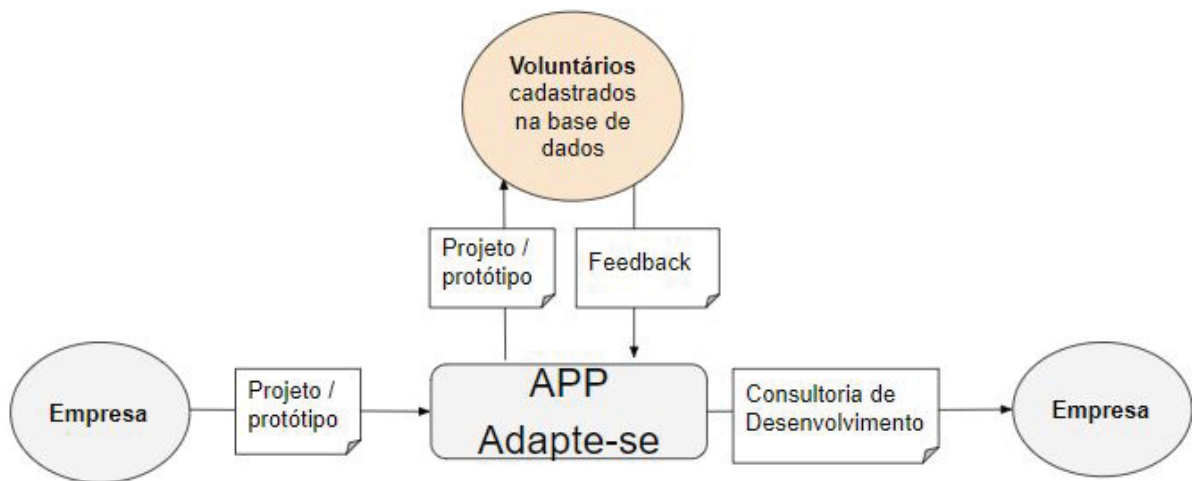 Voluntários
cadastrados
na base de
dados
Projeto /
protótipo
Feedback
Empresa
Projeto /
protótipo
APP
Adapte-se
Consultoria de
Desenvolvimento
Empresa